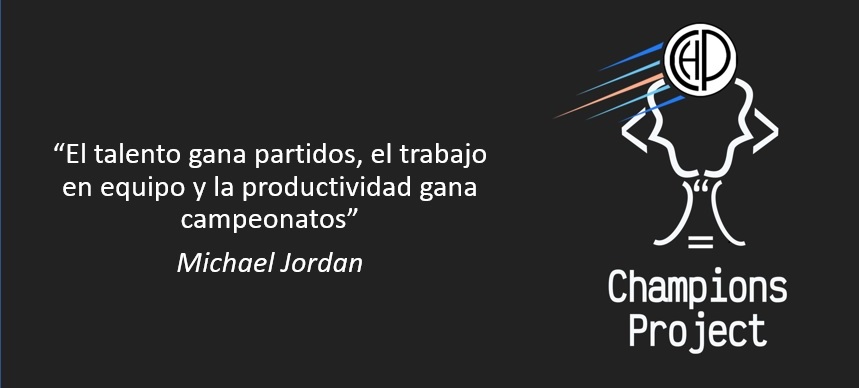 “El talento gana partidos, el trabajo
en equipo y la productividad gana
campeonatos”
Michael Jordan
CHP
Champions
Project